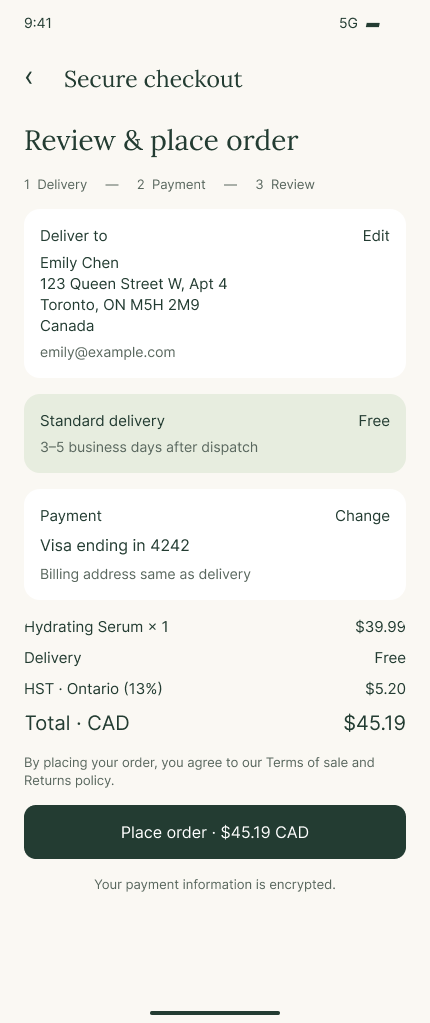 9:41 5G
‹ Secure checkout
Review & place order
1 Delivery — 2 Payment — 3 Review
Deliver to Edit
Emily Chen
123 Queen Street W, Apt 4
Toronto, ON M5H 2M9
Canada
emily@example.com
Standard delivery Free
3–5 business days after dispatch
Payment Change
Visa ending in 4242
Billing address same as delivery
Hydrating Serum × 1 $39.99
Delivery Free
HST · Ontario (13%) $5.20
Total · CAD $45.19
By placing your order, you agree to our Terms of sale and
Returns policy.
Place order · $45.19 CAD
Your payment information is encrypted.